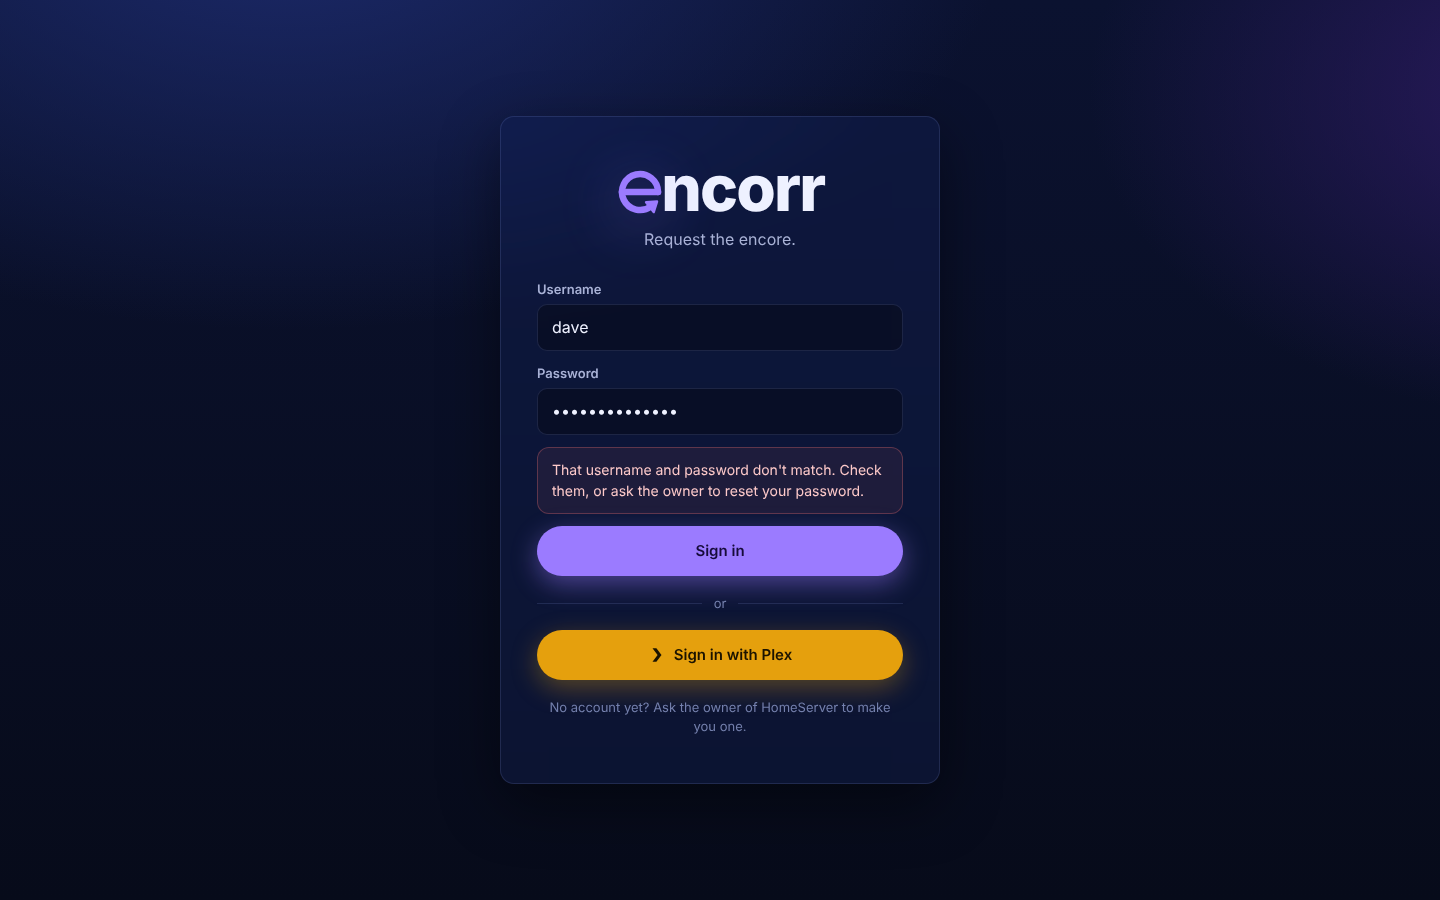 encorr
Request the encore.
Username
dave
Password
••••••••••••••
That username and password don't match. Check
them, or ask the owner to reset your password.
Sign in
or
❯ Sign in with Plex
No account yet? Ask the owner of HomeServer to make
you one.